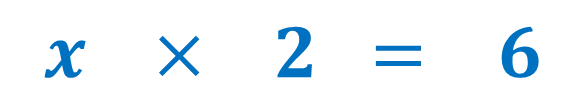 x × 2 = 6